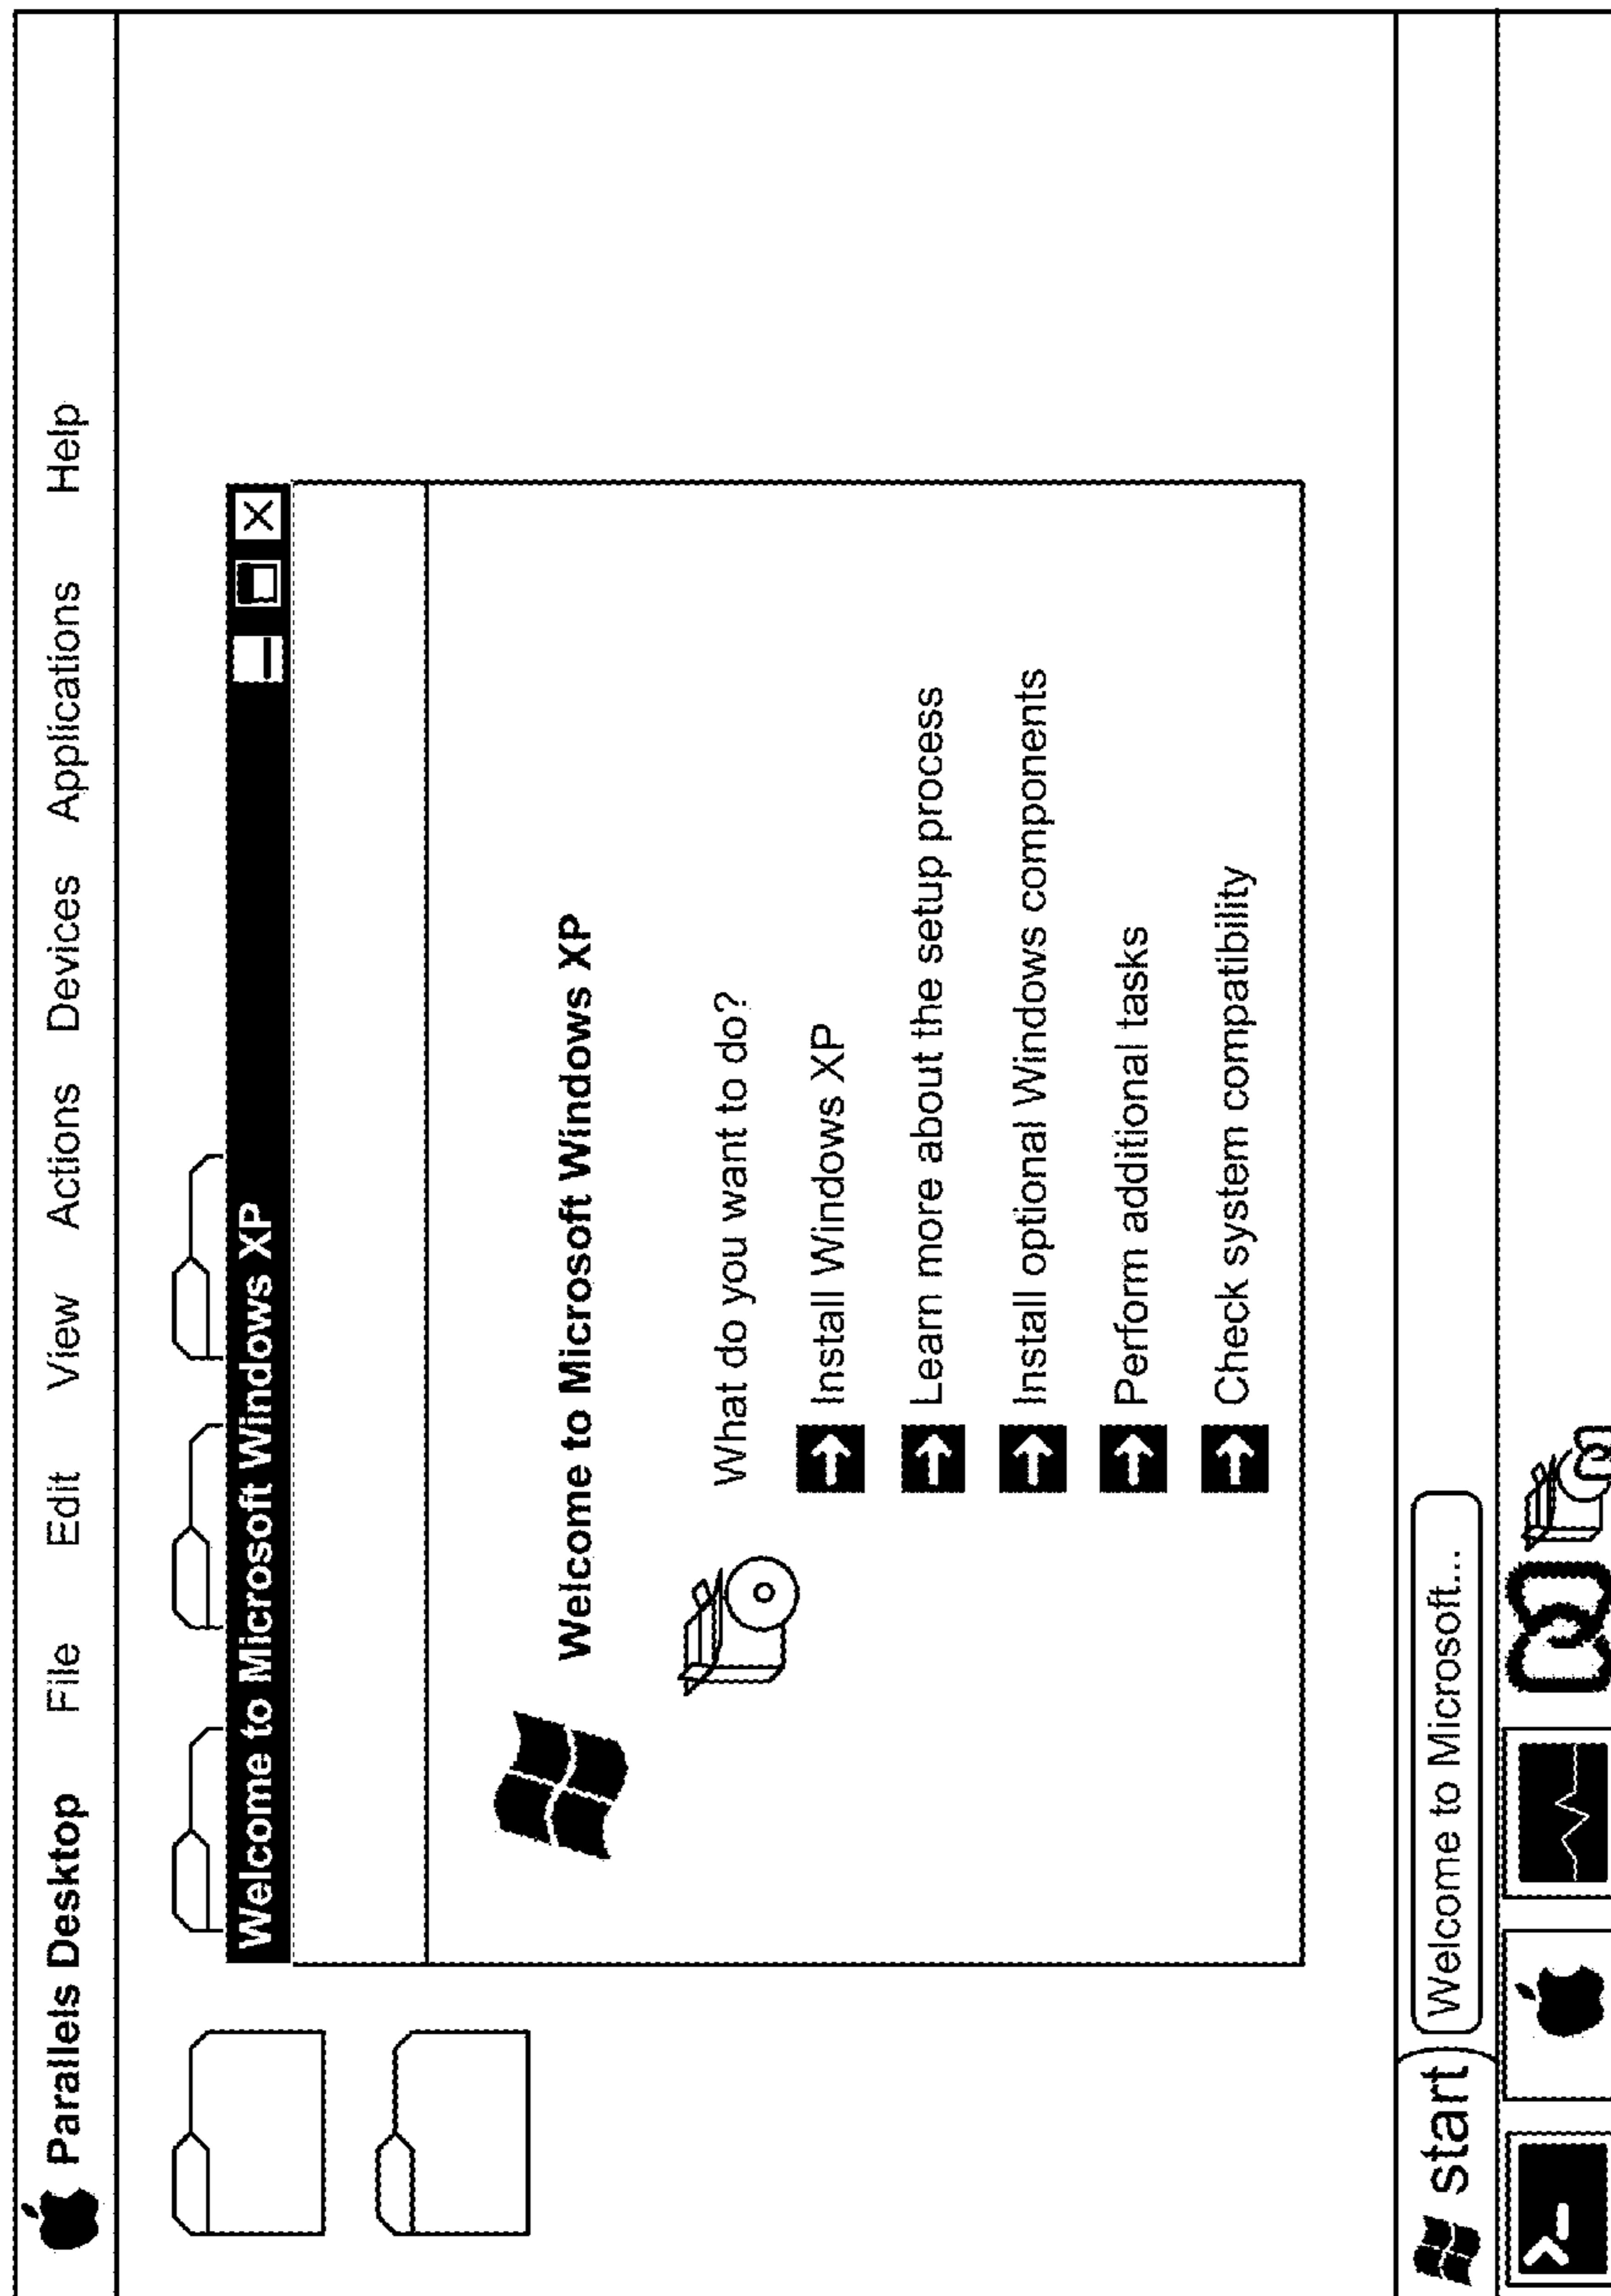 Parallels Desktop File Edit View Actions Devices Applications Help
Welcome to Microsoft Windows XP
Welcome to Microsoft Windows XP
What do you want to do?
Install Windows XP
Learn more about the setup process
Install optional Windows components
Perform additional tasks
Check system compatibility
start Welcome to Microsoft...